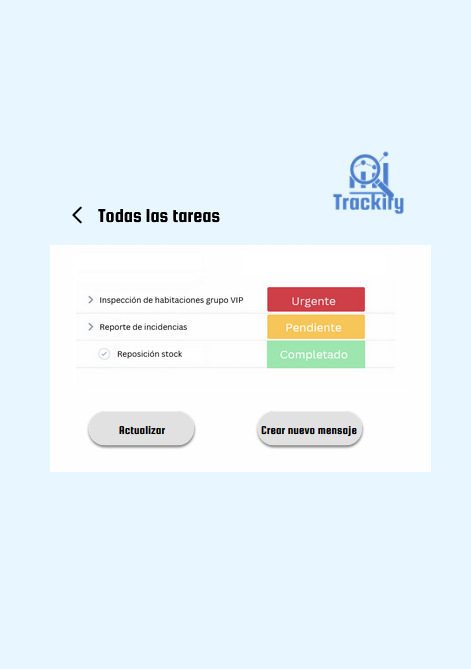 Trackify
Todas las tareas
Inspección de habitaciones grupo VIP Urgente
Reporte de incidencias Pendiente
Reposición stock Completado
Actualizar Crear nuevo mensaje